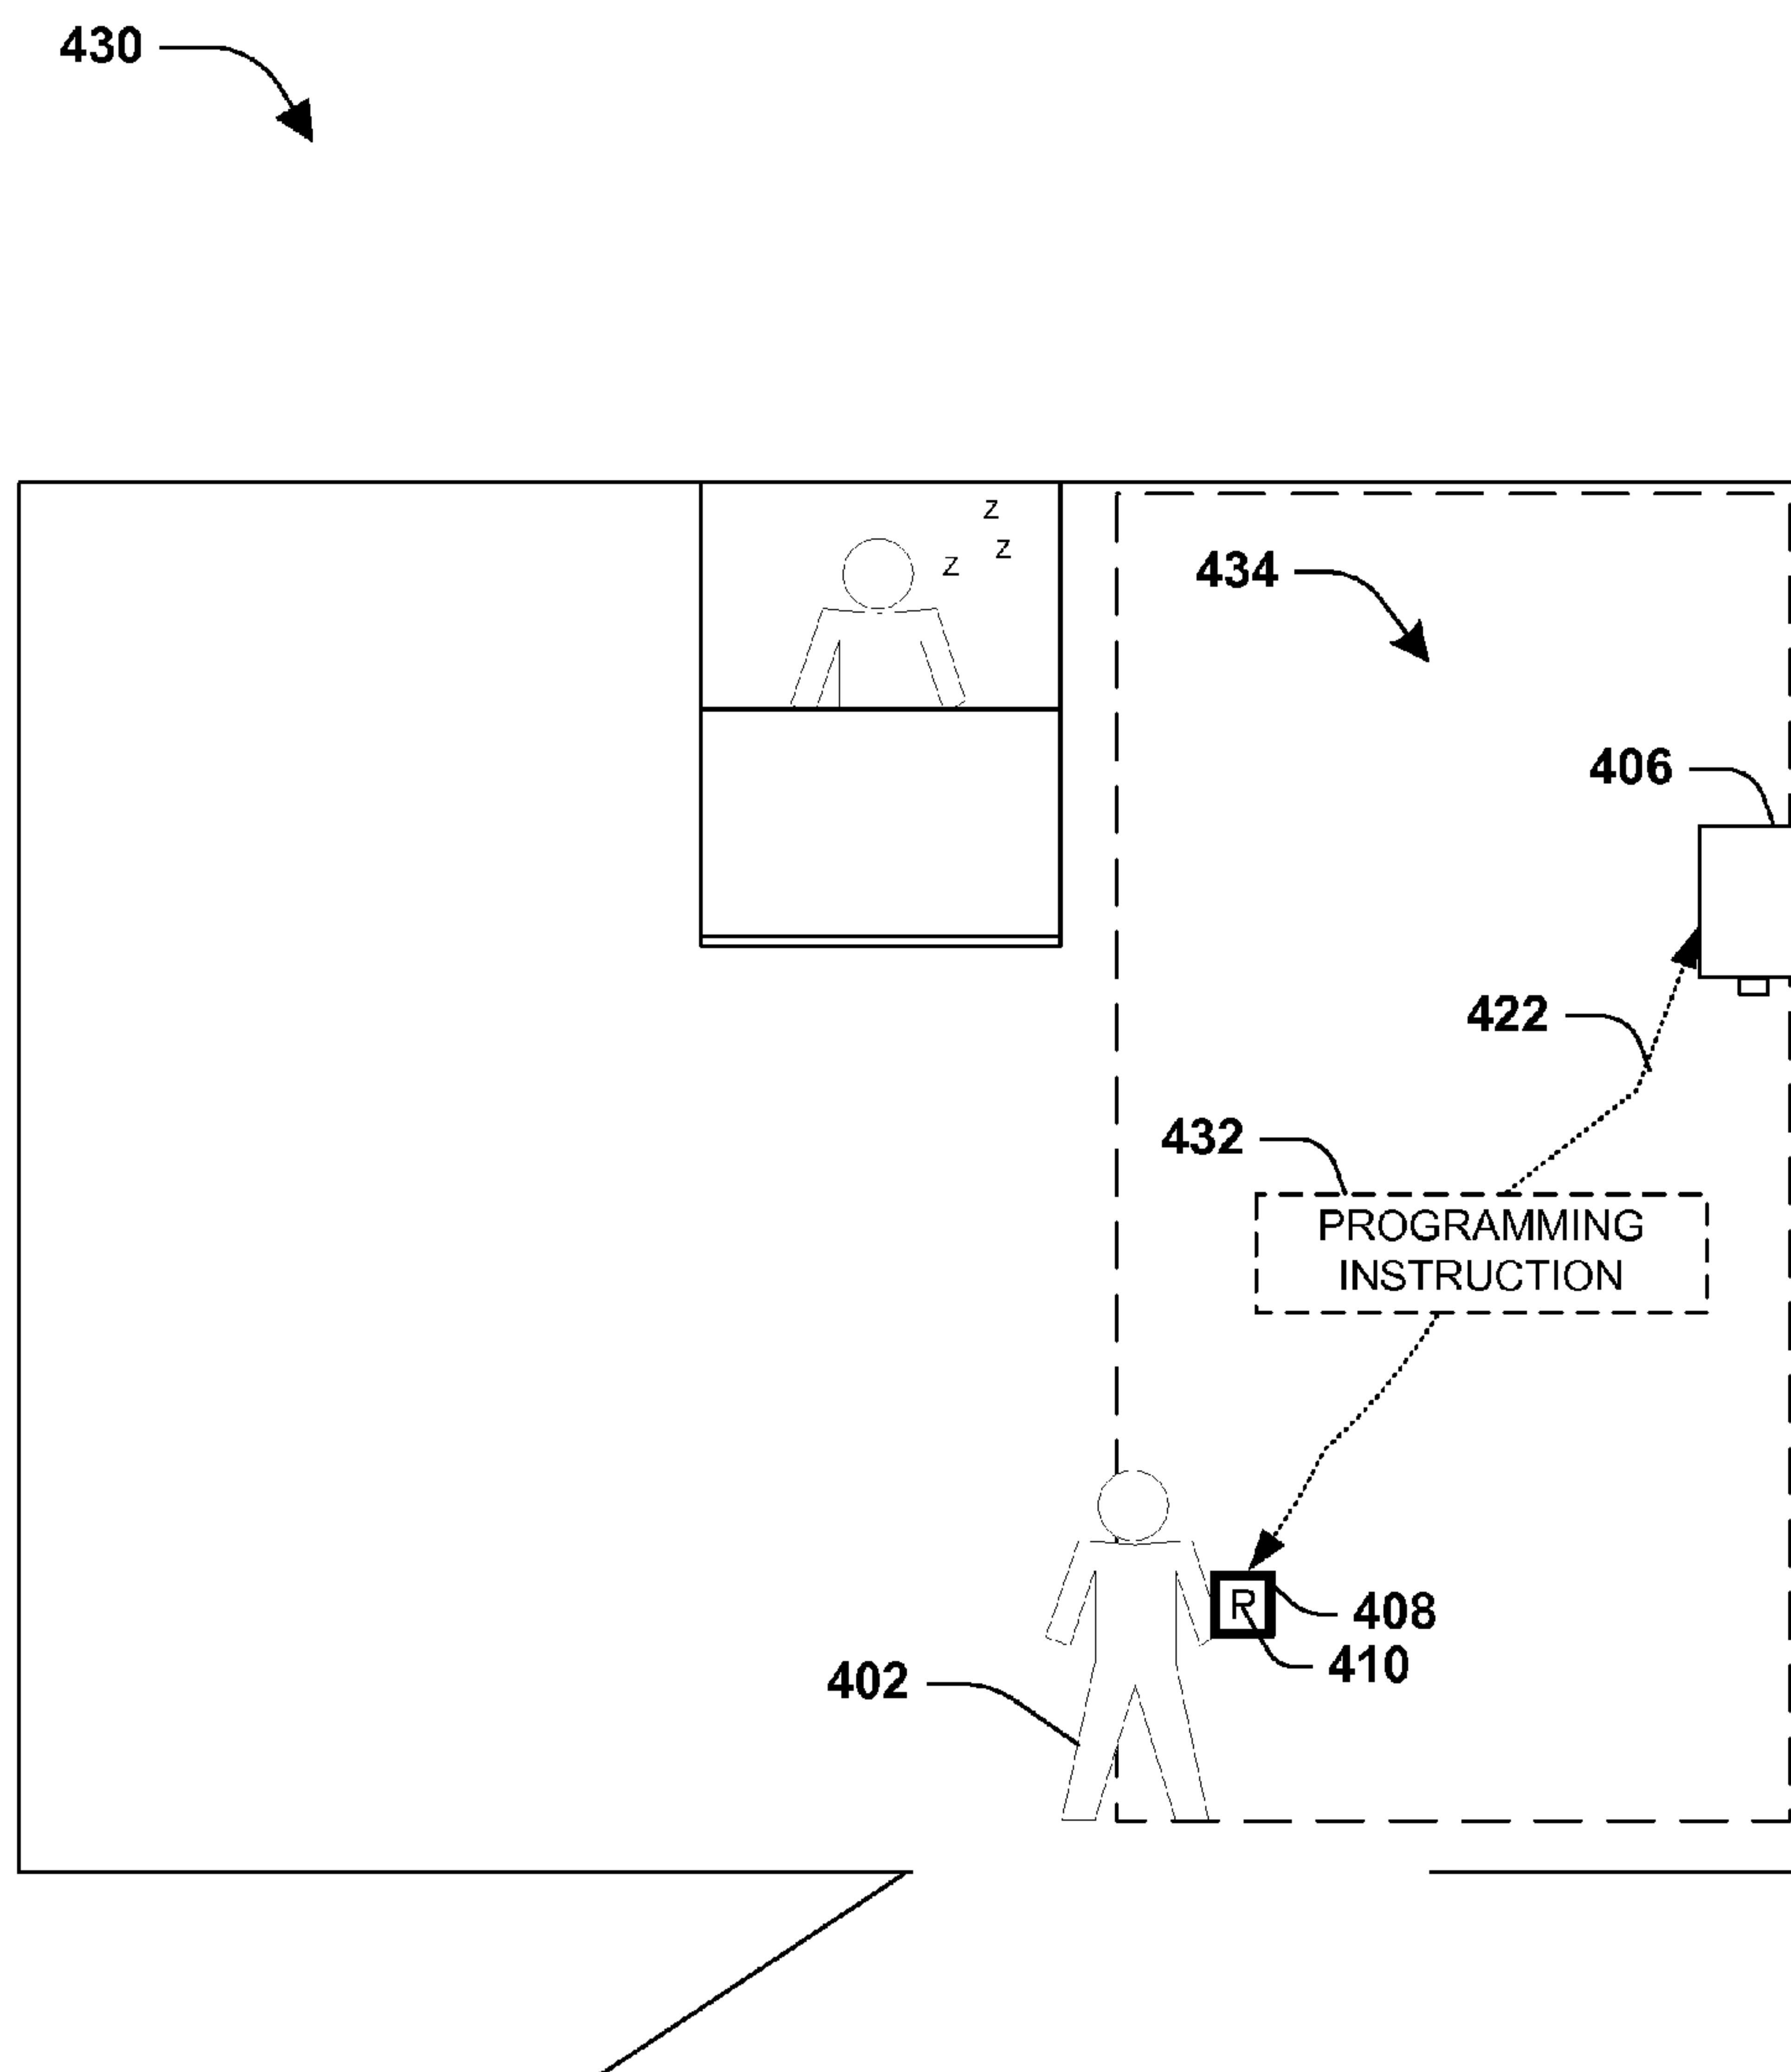 430
z
z
z
434
406
422
432
PROGRAMMING
INSTRUCTION
R
408
410
402